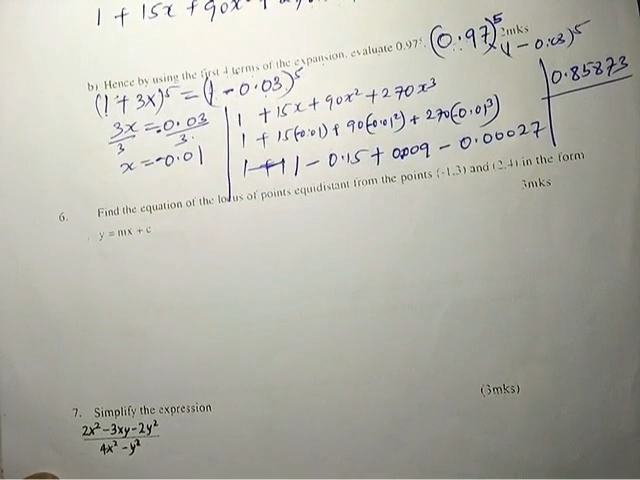 1 + 15x + 90x²
b) Hence by using the first 4 terms of the expansion, evaluate 0.97⁵. (0.97)⁵ 2mks
(1 - 0.03)⁵
(1 + 3x)⁵ = (1 - 0.03)⁵
3x = -0.03
3 3
x = -0.01
1 + 15x + 90x² + 270x³
1 + 15(-0.01) + 90(-0.01²) + 270(-0.01³)
1 - 0.15 + 0.009 - 0.00027
0.85873
6. Find the equation of the locus of points equidistant from the points (-1,3) and (2,4) in the form
y = mx + c 3mks
7. Simplify the expression (3mks)
2x² - 3xy - 2y²
4x² - y²